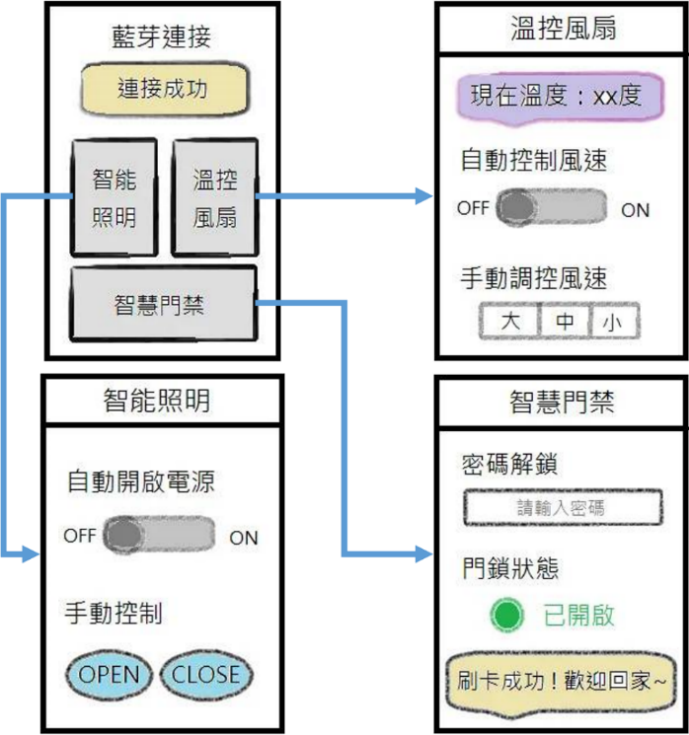 藍芽連接
連接成功
智能
照明
溫控
風扇
智慧門禁
溫控風扇
現在溫度：xx度
自動控制風速
OFF ON
手動調控風速
大 中 小
智能照明
自動開啟電源
OFF ON
手動控制
OPEN CLOSE
智慧門禁
密碼解鎖
請輸入密碼
門鎖狀態
已開啟
刷卡成功！歡迎回家~